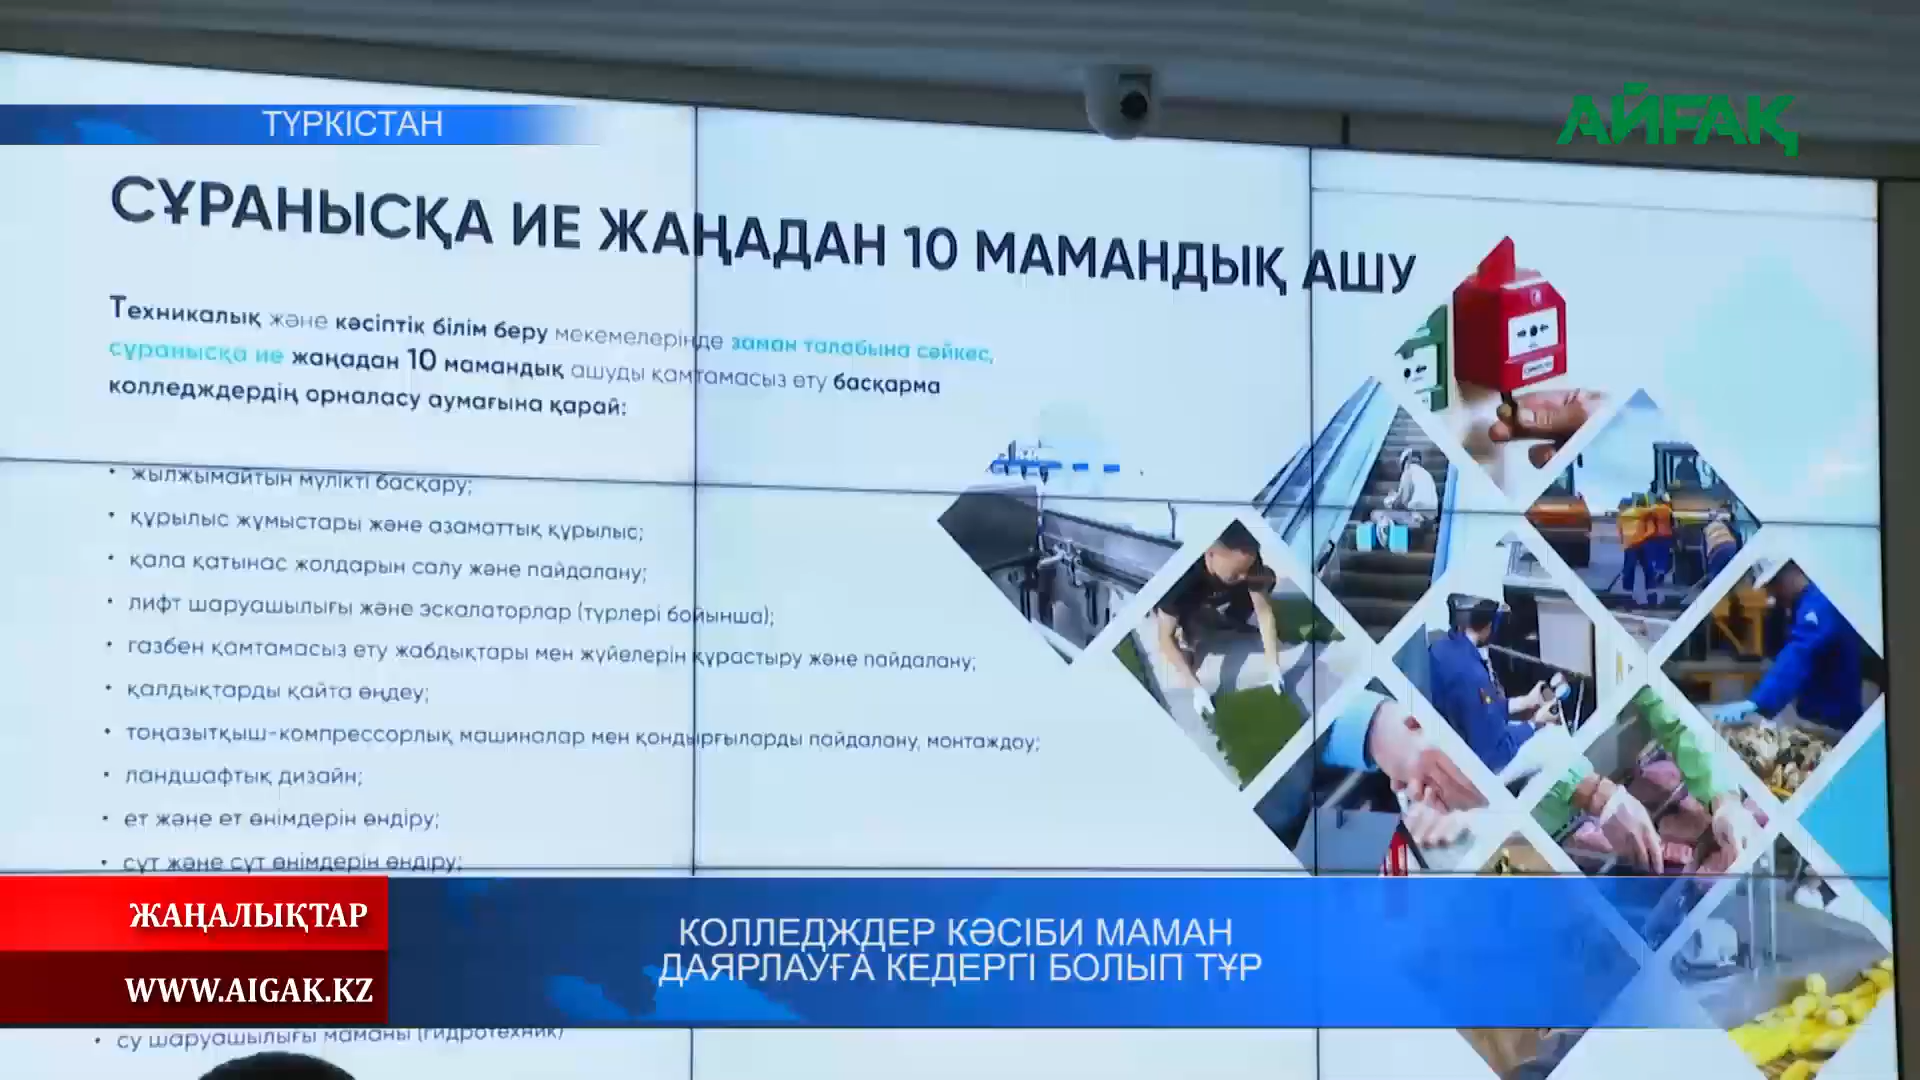 ТҮРКІСТАН
АЙҒАҚ
СҰРАНЫСҚА ИЕ ЖАҢАДАН 10 МАМАНДЫҚ АШУ
Техникалық және кәсіптік білім беру мекемелерінде заман талабына сәйкес,
сұранысқа ие жаңадан 10 мамандық ашуды қамтамасыз ету басқарма
колледждердің орналасу аумағына қарай:
• жылжымайтын мүлікті басқару;
• құрылыс жұмыстары және азаматтық құрылыс;
• қала қатынас жолдарын салу және пайдалану;
• лифт шаруашылығы және эскалаторлар (түрлері бойынша);
• газбен қамтамасыз ету жабдықтары мен жүйелерін құрастыру және пайдалану;
• қалдықтарды қайта өңдеу;
• тоңазытқыш-компрессорлық машиналар мен қондырғыларды пайдалану, монтаждау;
• ландшафтық дизайн;
• ет және ет өнімдерін өндіру;
• сүт және сүт өнімдерін өндіру;
ЖАҢАЛЫҚТАР
WWW.AIGAK.KZ
КОЛЛЕДЖДЕР КӘСІБИ МАМАН
ДАЯРЛАУҒА КЕДЕРГІ БОЛЫП ТҰР
• су шаруашылығы маманы (гидротехник)